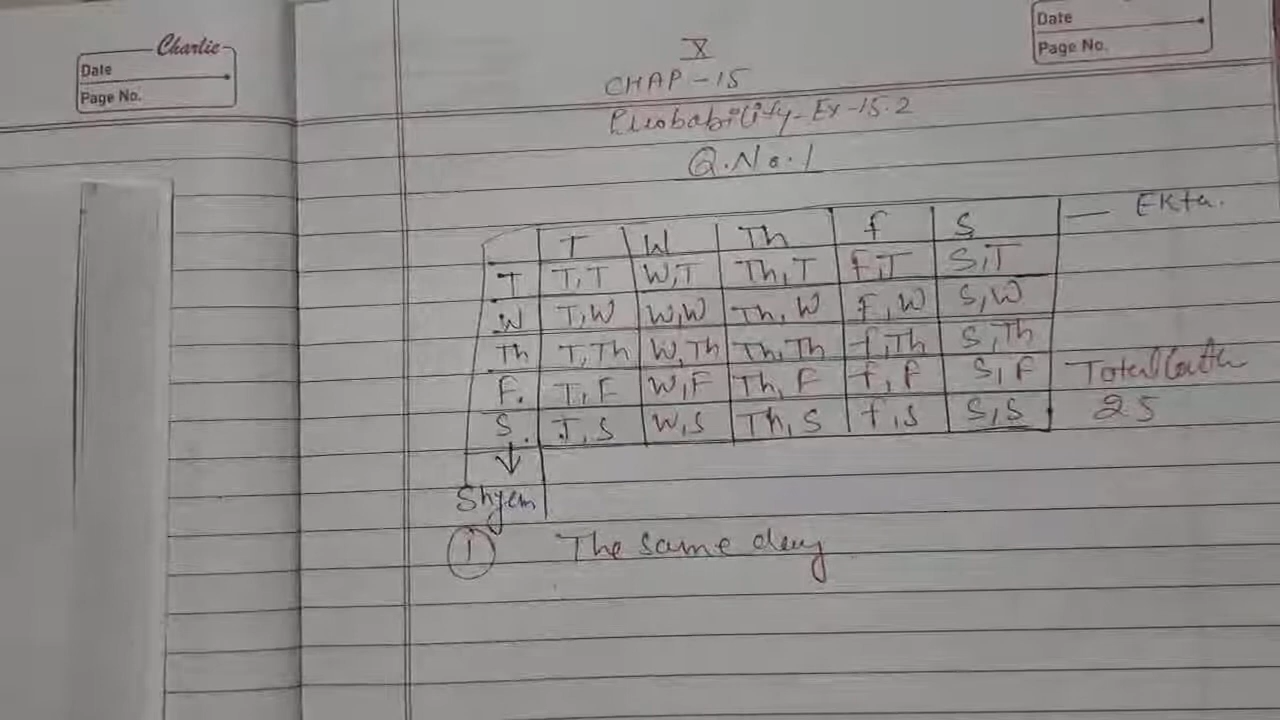 Charlie
Date
Page No.
Date
Page No.
X
CHAP-15
Probability-Ex-15.2
Q.No.1
T W Th f S — Ekta.
T T,T W,T Th,T F,T S,T
W T,W W,W Th,W F,W S,W
Th T,Th W,Th Th,Th f,Th S,Th
F. T,F W,F Th,F f,F S,F Total
S. T,S W,S Th,S f,S S,S 25
↓
Shyam
1 The same day